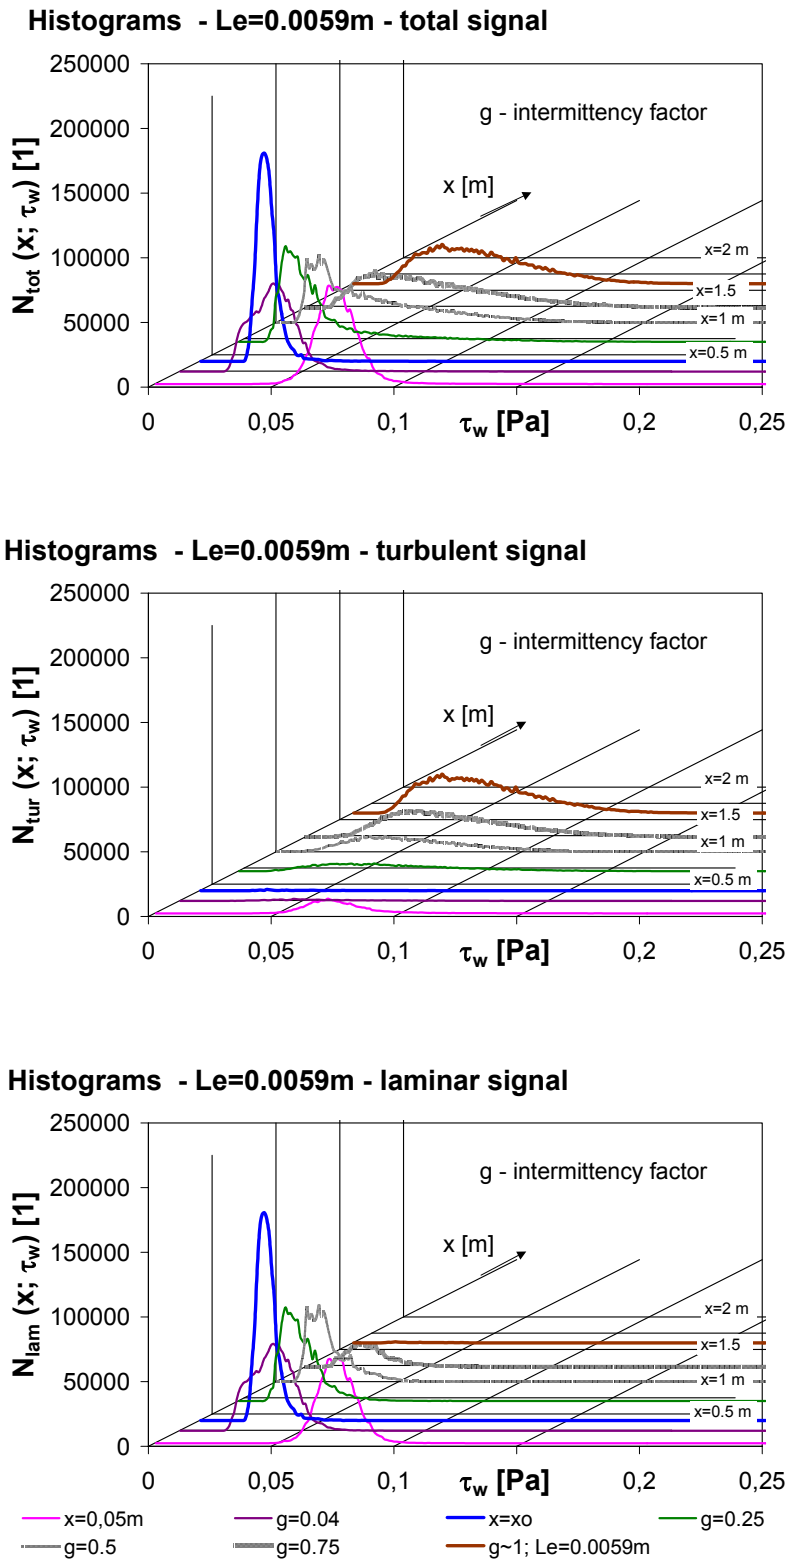 Histograms - Le=0.0059m - total signal
250000
200000
150000
100000
50000
0
N_tot (x; τ_w) [1]
g - intermittency factor
x [m]
x=2 m
x=1.5
x=1 m
x=0.5 m
0 0,05 0,1 τ_w [Pa] 0,2 0,25
Histograms - Le=0.0059m - turbulent signal
250000
200000
150000
100000
50000
0
N_tur (x; τ_w) [1]
g - intermittency factor
x [m]
x=2 m
x=1.5
x=1 m
x=0.5 m
0 0,05 0,1 τ_w [Pa] 0,2 0,25
Histograms - Le=0.0059m - laminar signal
250000
200000
150000
100000
50000
0
N_lam (x; τ_w) [1]
g - intermittency factor
x [m]
x=2 m
x=1.5
x=1 m
x=0.5 m
0 0,05 0,1 τ_w [Pa] 0,2 0,25
x=0,05m g=0.04 x=xo g=0.25
g=0.5 g=0.75 g~1; Le=0.0059m